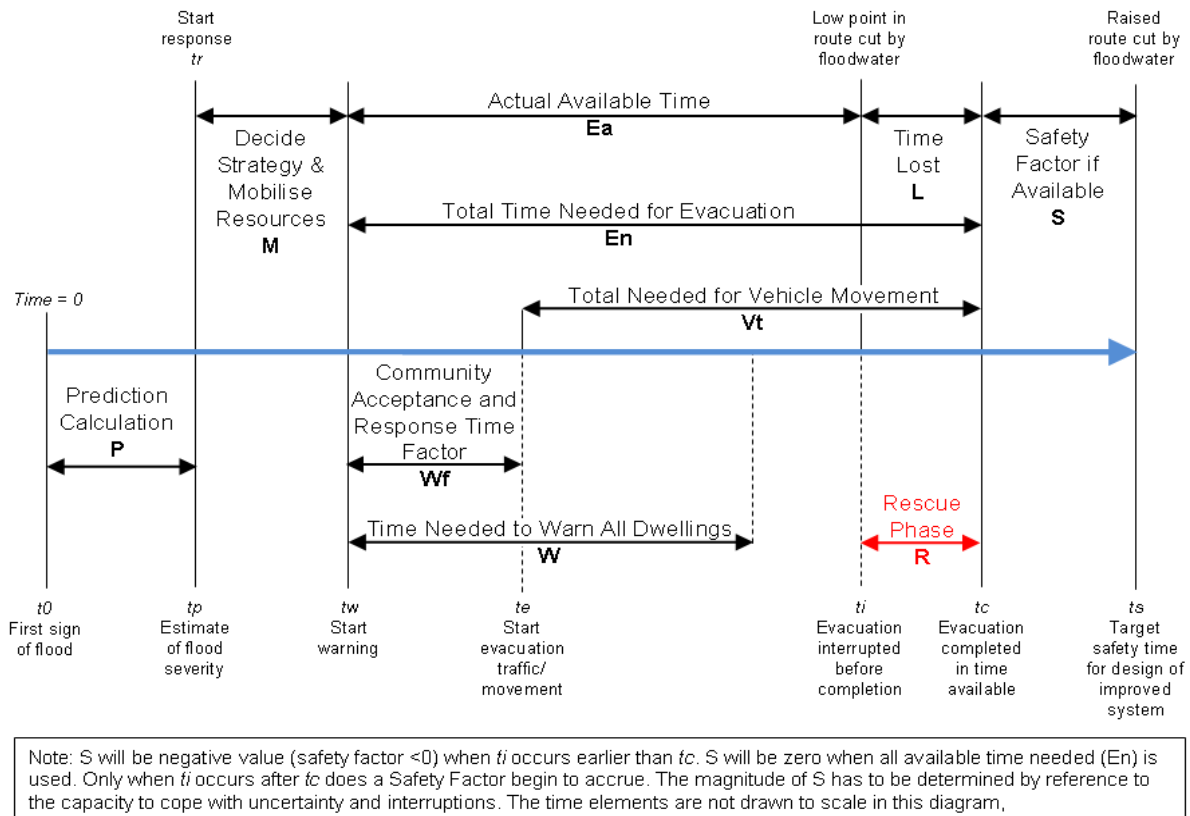 Start
response
tr
Low point in
route cut by
floodwater
Raised
route cut by
floodwater
Actual Available Time
Ea
Decide
Strategy &
Mobilise
Resources
M
Time
Lost
L
Safety
Factor if
Available
S
Total Time Needed for Evacuation
En
Time = 0
Total Needed for Vehicle Movement
Vt
Prediction
Calculation
P
Community
Acceptance and
Response Time
Factor
Wf
Time Needed to Warn All Dwellings
W
Rescue
Phase
R
t0
First sign
of flood
tp
Estimate
of flood
severity
tw
Start
warning
te
Start
evacuation
traffic/
movement
ti
Evacuation
interrupted
before
completion
tc
Evacuation
completed
in time
available
ts
Target
safety time
for design of
improved
system
Note: S will be negative value (safety factor <0) when ti occurs earlier than tc. S will be zero when all available time needed (En) is
used. Only when ti occurs after tc does a Safety Factor begin to accrue. The magnitude of S has to be determined by reference to
the capacity to cope with uncertainty and interruptions. The time elements are not drawn to scale in this diagram,